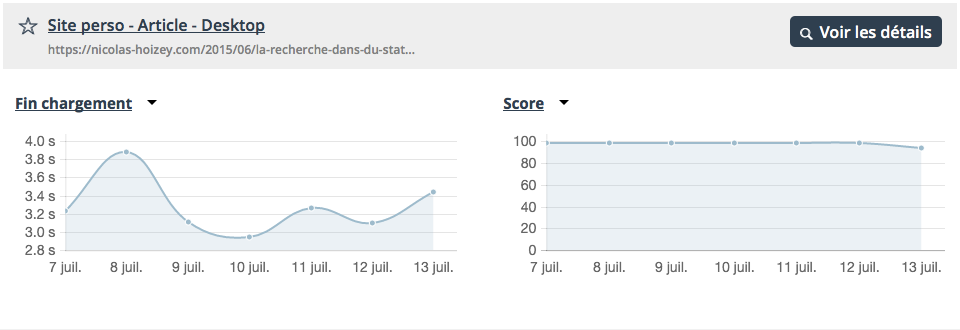 Site perso - Article - Desktop
https://nicolas-hoizey.com/2015/06/la-recherche-dans-du-stat...
Voir les détails
Fin chargement
4.0 s
3.8 s
3.6 s
3.4 s
3.2 s
3.0 s
2.8 s
7 juil. 8 juil. 9 juil. 10 juil. 11 juil. 12 juil. 13 juil.
Score
100
80
60
40
20
0
7 juil. 8 juil. 9 juil. 10 juil. 11 juil. 12 juil. 13 juil.